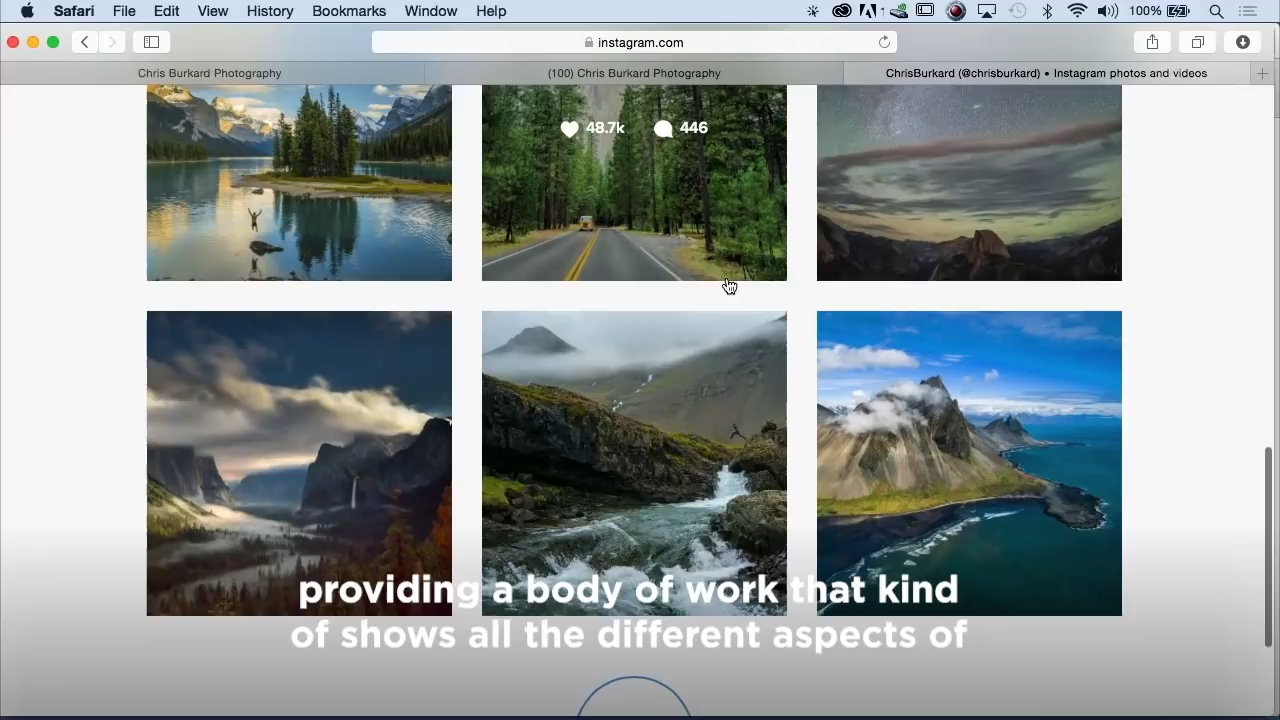 Safari File Edit View History Bookmarks Window Help 100%
instagram.com
Chris Burkard Photography
(100) Chris Burkard Photography
ChrisBurkard (@chrisburkard) • Instagram photos and videos
48.7k 446
providing a body of work that kind
of shows all the different aspects of